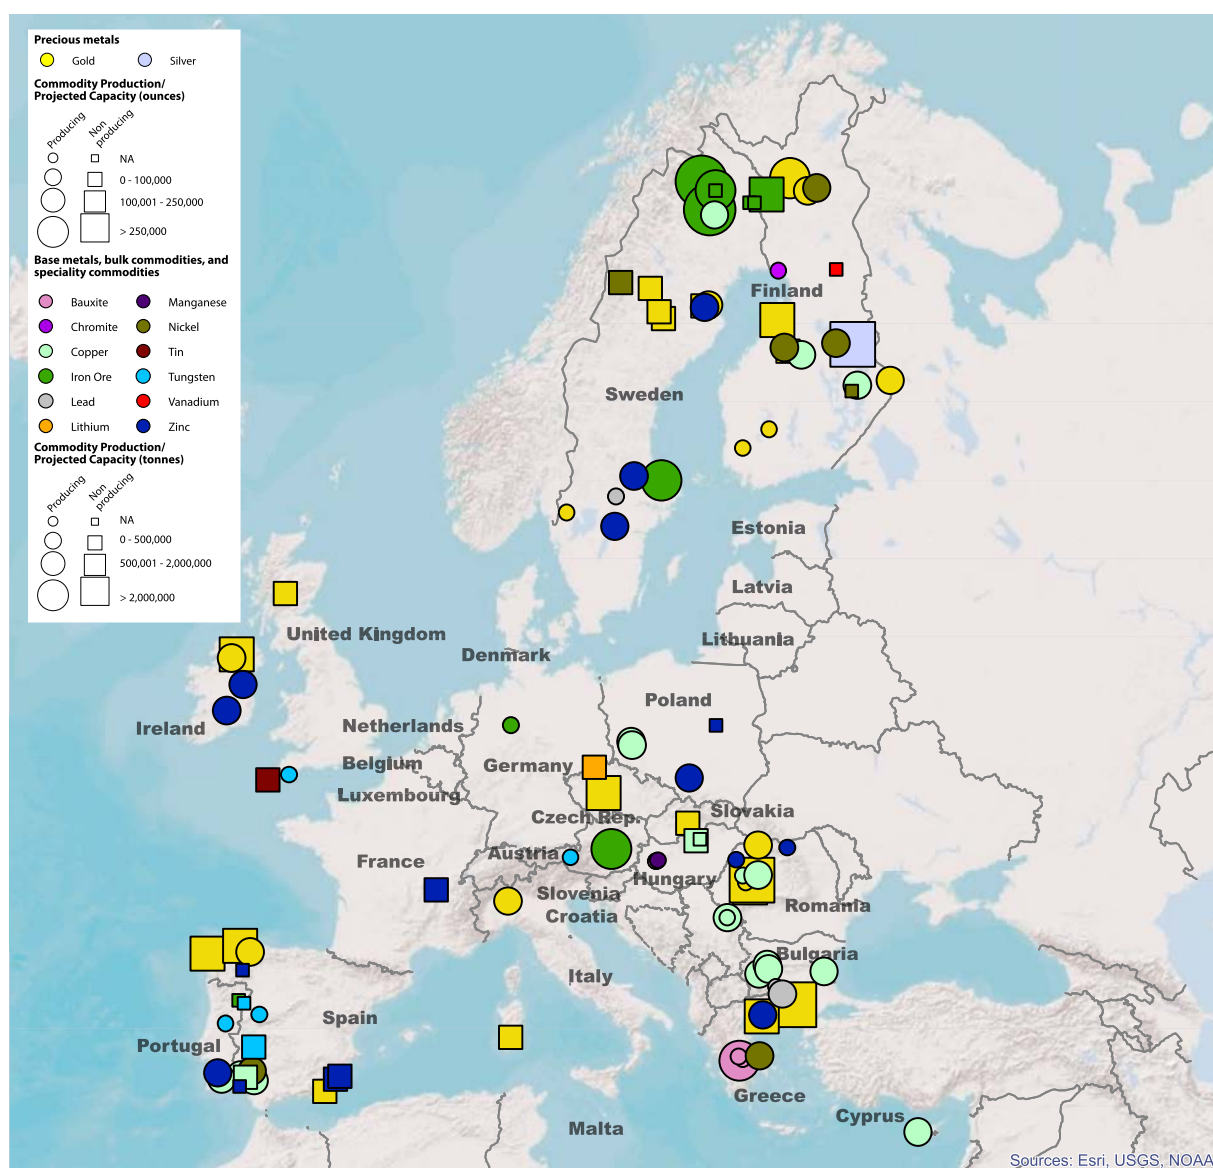 Precious metals
Gold
Silver
Commodity Production/
Projected Capacity (ounces)
Producing
Non
producing
NA
0 - 100,000
100,001 - 250,000
> 250,000
Base metals, bulk commodities, and
speciality commodities
Bauxite
Manganese
Chromite
Nickel
Copper
Tin
Iron Ore
Tungsten
Lead
Vanadium
Lithium
Zinc
Commodity Production/
Projected Capacity (tonnes)
Producing
Non
producing
NA
0 - 500,000
500,001 - 2,000,000
> 2,000,000
Finland
Sweden
Estonia
Latvia
United Kingdom
Lithuania
Denmark
Poland
Ireland
Netherlands
Belgium
Germany
Luxembourg
Slovakia
Czech Rep.
Austria
France
Hungary
Slovenia
Romania
Croatia
Bulgaria
Italy
Spain
Portugal
Greece
Cyprus
Malta
Sources: Esri, USGS, NOAA